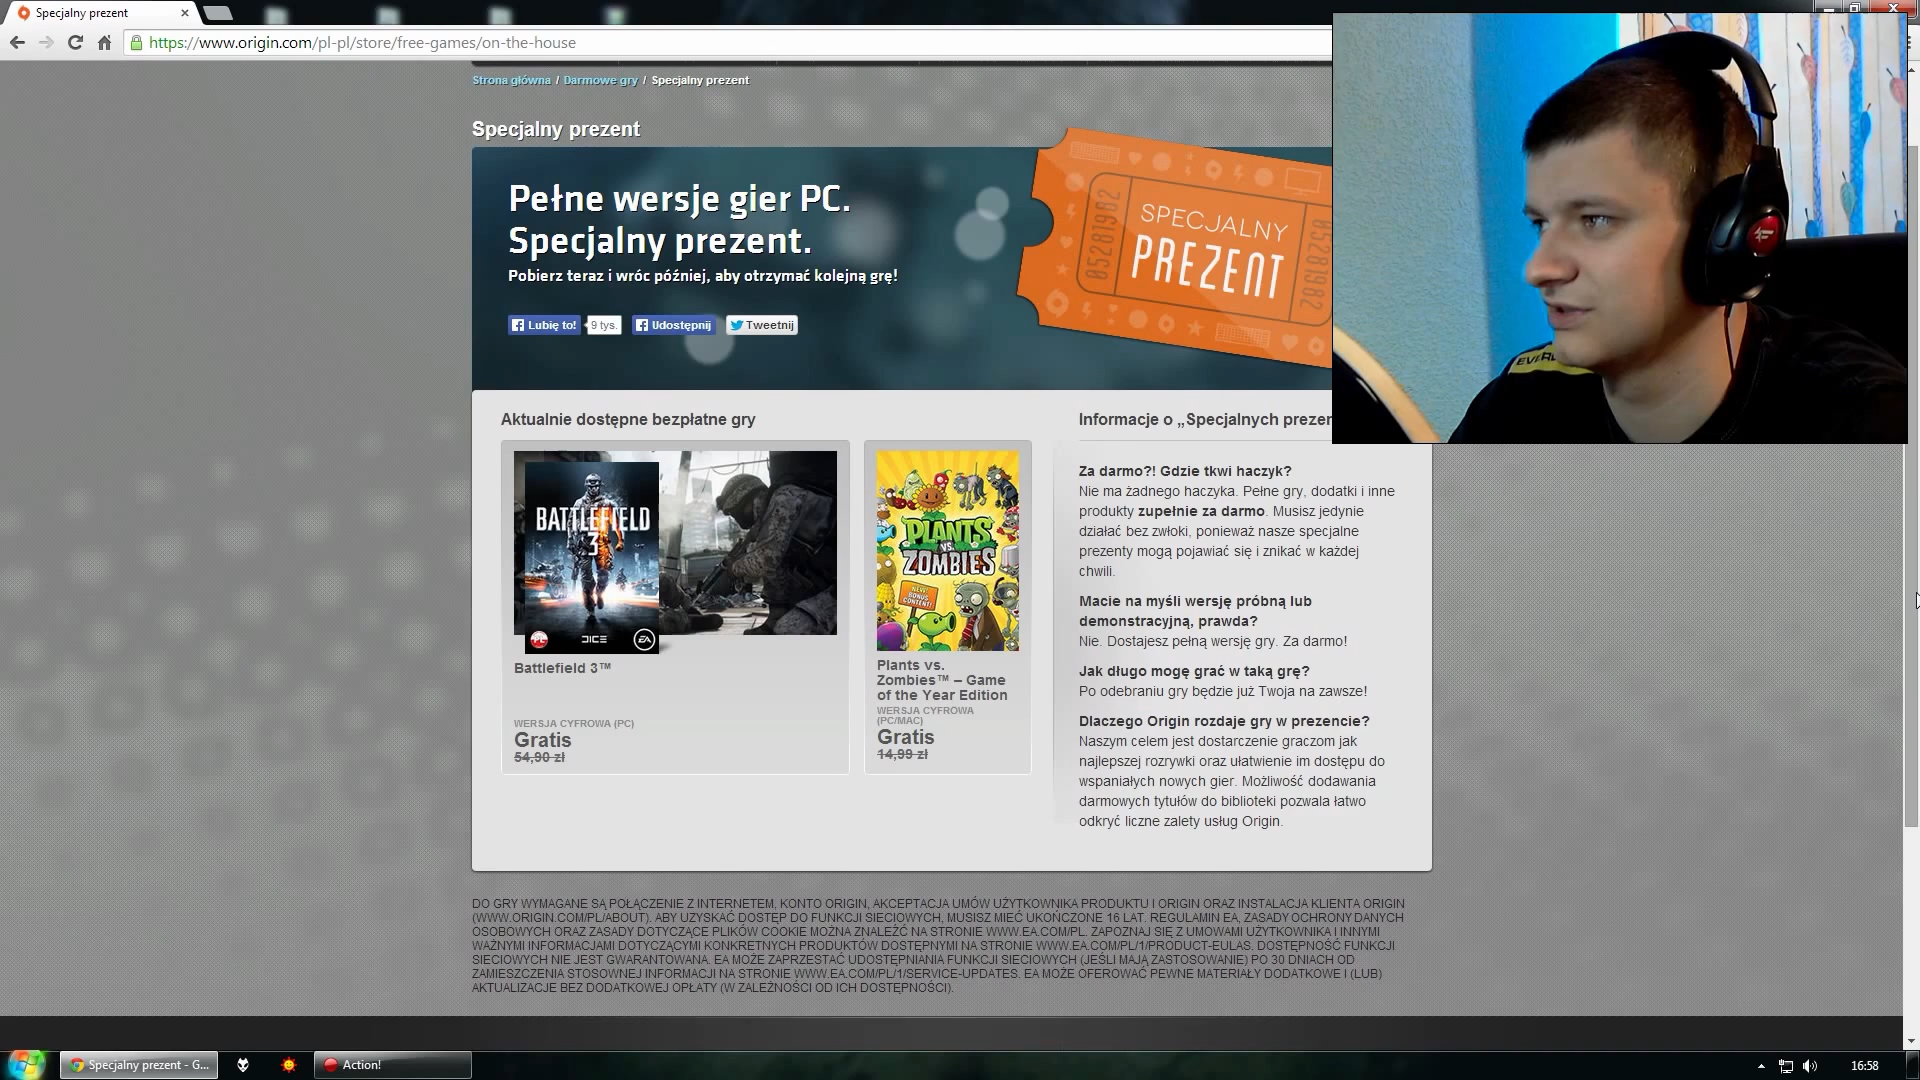 Specjalny prezent
https://www.origin.com/pl-pl/store/free-games/on-the-house
Strona główna / Darmowe gry / Specjalny prezent
Specjalny prezent
Pełne wersje gier PC.
Specjalny prezent.
Pobierz teraz i wróc później, aby otrzymać kolejną grę!
Lubię to! 9 tys. Udostępnij Tweetnij
05281982
SPECJALNY
PREZENT
05281982
Aktualnie dostępne bezpłatne gry
BATTLEFIELD
3
PC DICE EA
Battlefield 3™
WERSJA CYFROWA (PC)
Gratis
54,90 zł
PLANTS
VS.
ZOMBIES
NEW!
BONUS
CONTENT!
Plants vs.
Zombies™ – Game
of the Year Edition
WERSJA CYFROWA
(PC/MAC)
Gratis
14,99 zł
Informacje o „Specjalnych prezen
Za darmo?! Gdzie tkwi haczyk?
Nie ma żadnego haczyka. Pełne gry, dodatki i inne
produkty zupełnie za darmo. Musisz jedynie
działać bez zwłoki, ponieważ nasze specjalne
prezenty mogą pojawiać się i znikać w każdej
chwili.
Macie na myśli wersję próbną lub
demonstracyjną, prawda?
Nie. Dostajesz pełną wersję gry. Za darmo!
Jak długo mogę grać w taką grę?
Po odebraniu gry będzie już Twoja na zawsze!
Dlaczego Origin rozdaje gry w prezencie?
Naszym celem jest dostarczenie graczom jak
najlepszej rozrywki oraz ułatwienie im dostępu do
wspaniałych nowych gier. Możliwość dodawania
darmowych tytułów do biblioteki pozwala łatwo
odkryć liczne zalety usług Origin.
DO GRY WYMAGANE SĄ POŁĄCZENIE Z INTERNETEM, KONTO ORIGIN, AKCEPTACJA UMÓW UŻYTKOWNIKA PRODUKTU I ORIGIN ORAZ INSTALACJA KLIENTA ORIGIN
(WWW.ORIGIN.COM/PL/ABOUT). ABY UZYSKAĆ DOSTĘP DO FUNKCJI SIECIOWYCH, MUSISZ MIEĆ UKOŃCZONE 16 LAT. REGULAMIN EA, ZASADY OCHRONY DANYCH
OSOBOWYCH ORAZ ZASADY DOTYCZĄCE PLIKÓW COOKIE MOŻNA ZNALEŹĆ NA STRONIE WWW.EA.COM/PL. ZAPOZNAJ SIĘ Z UMOWAMI UŻYTKOWNIKA I INNYMI
WAŻNYMI INFORMACJAMI DOTYCZĄCYMI KONKRETNYCH PRODUKTÓW DOSTĘPNYMI NA STRONIE WWW.EA.COM/PL/1/PRODUCT-EULAS. DOSTĘPNOŚĆ FUNKCJI
SIECIOWYCH NIE JEST GWARANTOWANA. EA MOŻE ZAPRZESTAĆ UDOSTĘPNIANIA FUNKCJI SIECIOWYCH (JEŚLI MAJĄ ZASTOSOWANIE) PO 30 DNIACH OD
ZAMIESZCZENIA STOSOWNEJ INFORMACJI NA STRONIE WWW.EA.COM/PL/1/SERVICE-UPDATES. EA MOŻE OFEROWAĆ PEWNE MATERIAŁY DODATKOWE I (LUB)
AKTUALIZACJE BEZ DODATKOWEJ OPŁATY (W ZALEŻNOŚCI OD ICH DOSTĘPNOŚCI).
Specjalny prezent - G...
Action!
16:58